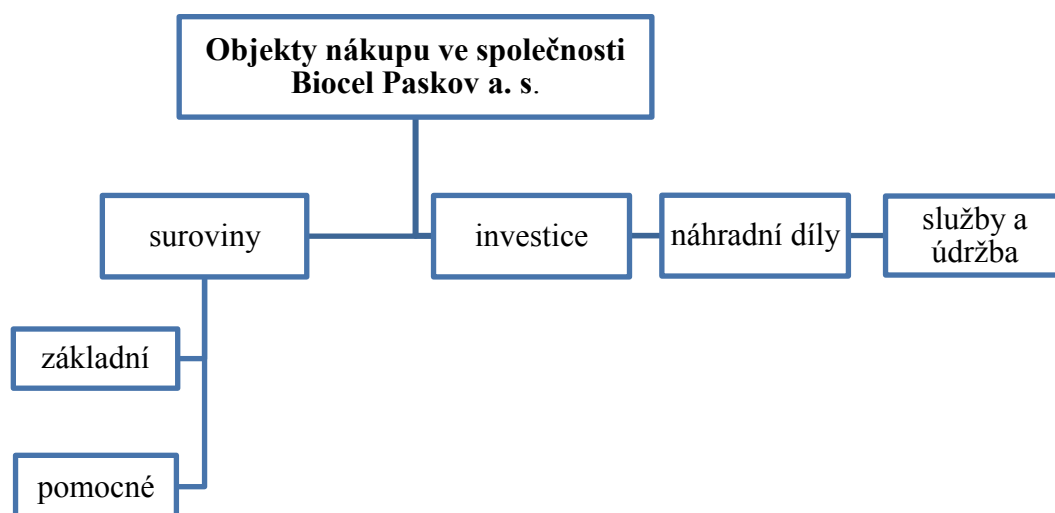 Objekty nákupu ve společnosti
Biocel Paskov a. s.
suroviny
investice
náhradní díly
služby a
údržba
základní
pomocné